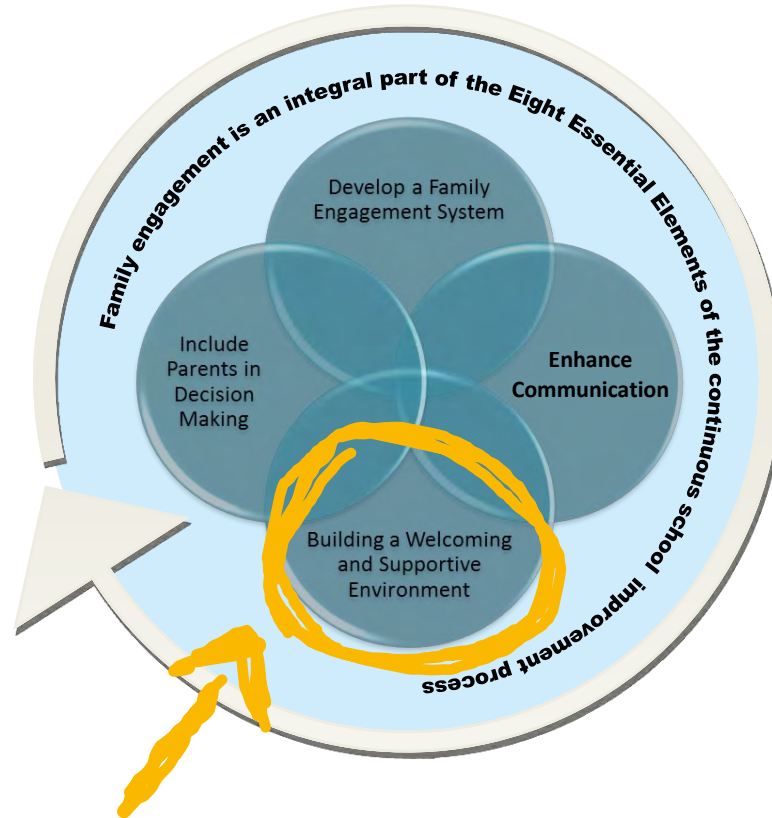 Family engagement is an integral part of the Eight Essential Elements of the continuous school improvement process
Develop a Family
Engagement System
Include
Parents in
Decision
Making
Enhance
Communication
Building a Welcoming
and Supportive
Environment